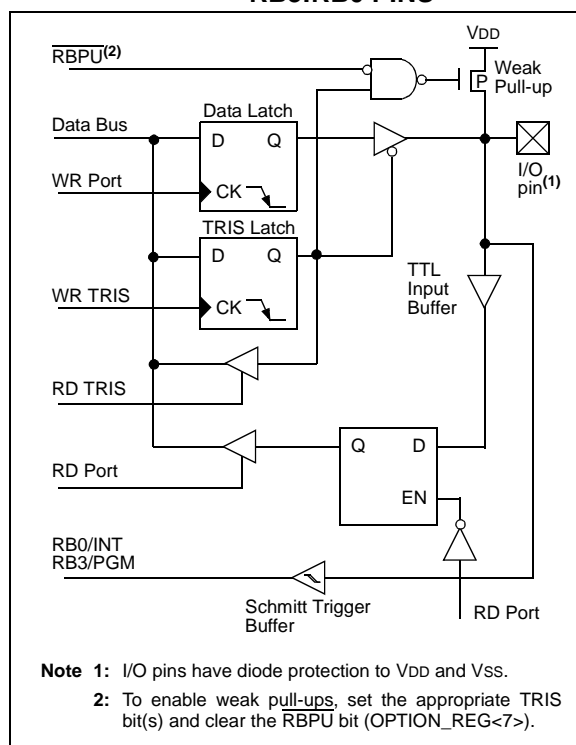 RBPU(2)
VDD
P
Weak
Pull-up
Data Latch
Data Bus
D Q
I/O
pin(1)
WR Port
CK
TRIS Latch
D Q
TTL
Input
Buffer
WR TRIS
CK
RD TRIS
Q D
RD Port
EN
RB0/INT
RB3/PGM
Schmitt Trigger
Buffer
RD Port
Note 1: I/O pins have diode protection to VDD and VSS.
2: To enable weak pull-ups, set the appropriate TRIS
bit(s) and clear the RBPU bit (OPTION_REG<7>).